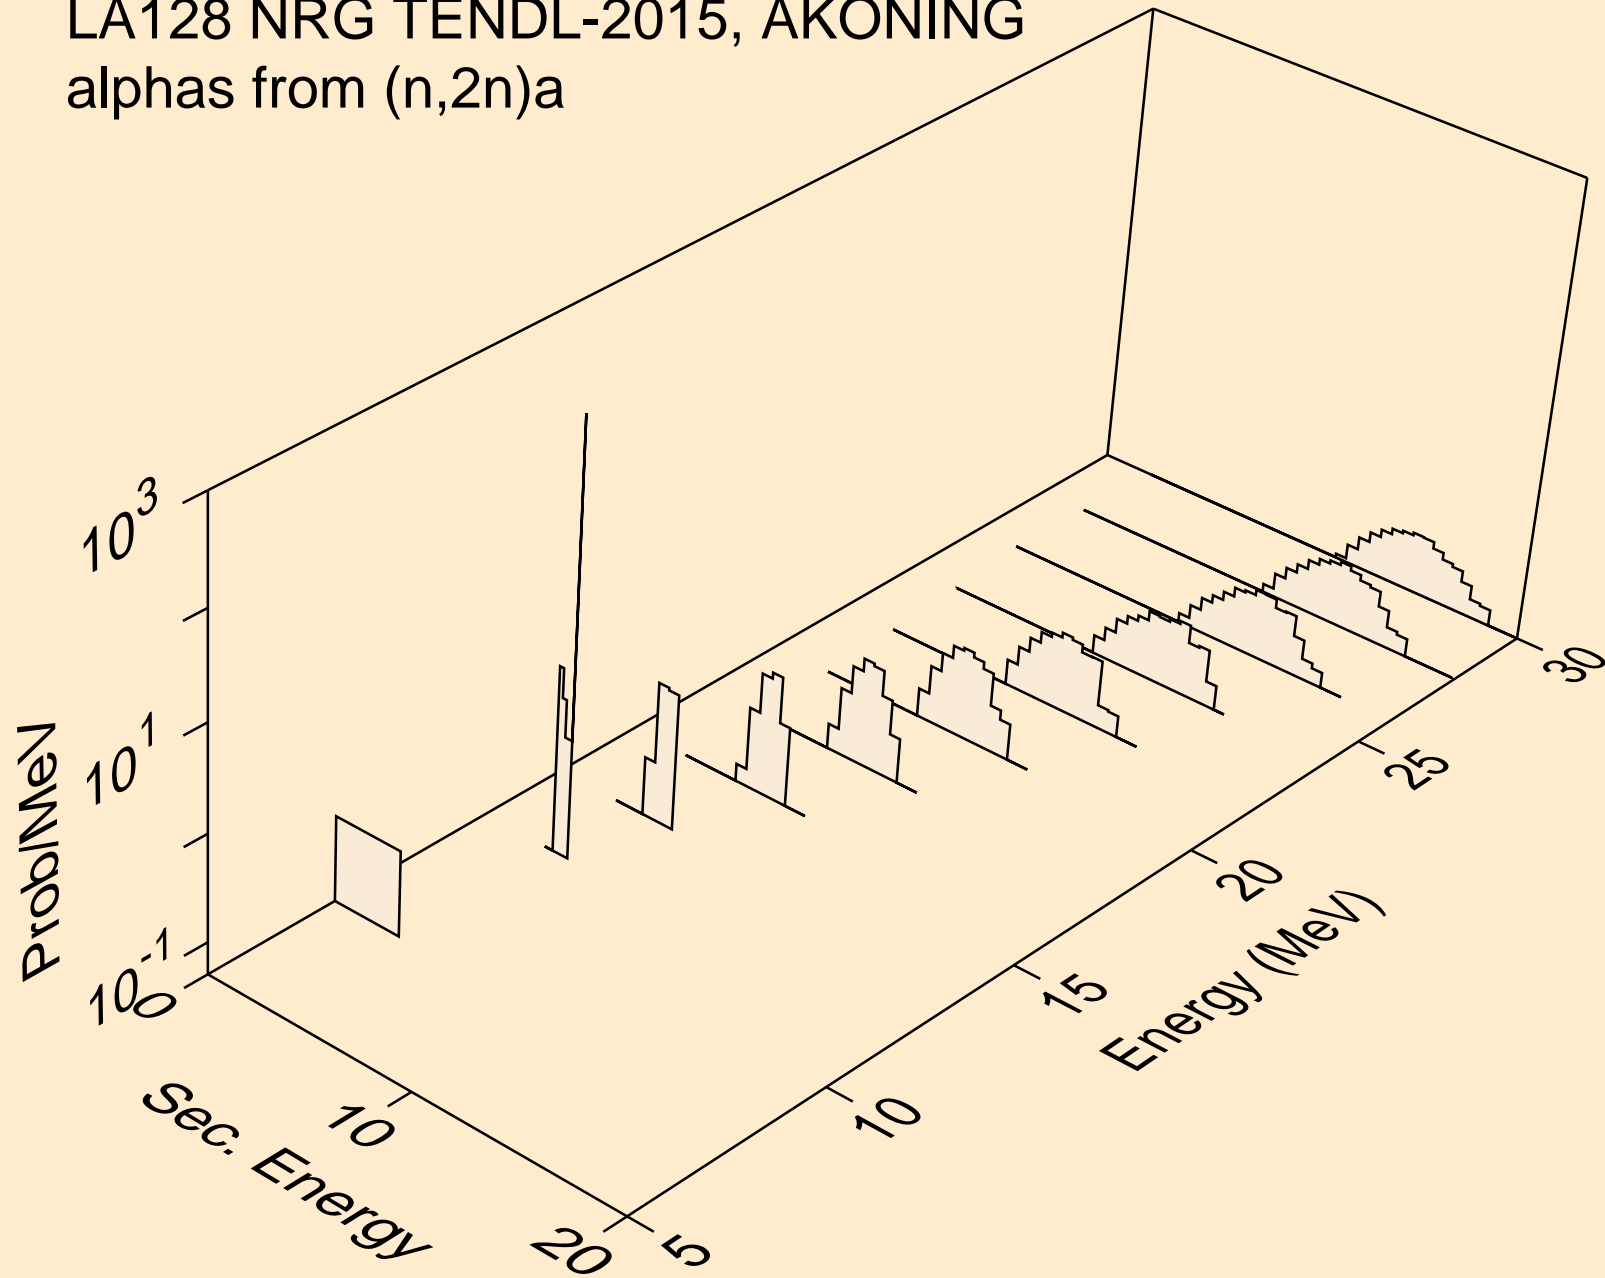 LA128 NRG TENDL-2015, AKONING
alphas from (n,2n)a
10^3
10^1
10^-1
Prob/MeV
0
10
20
Sec. Energy
5
10
15
20
25
30
Energy (MeV)